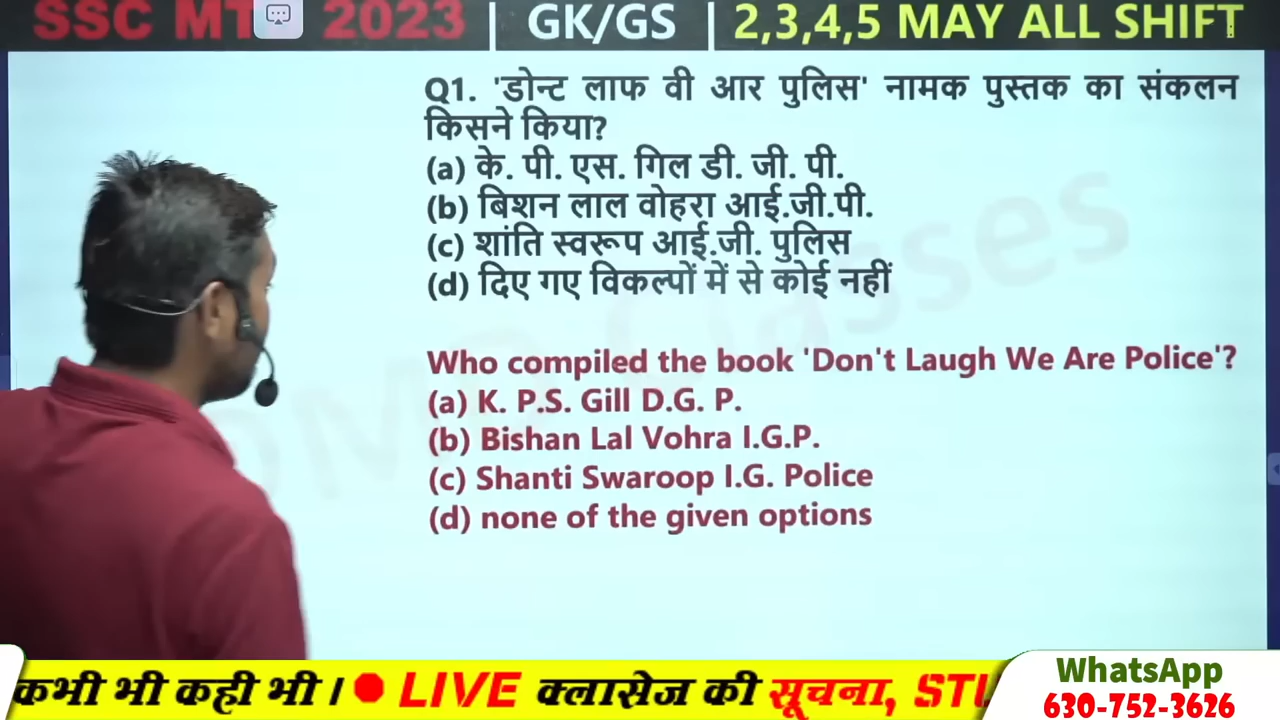 SSC MT 2023 | GK/GS | 2,3,4,5 MAY ALL SHIFT
Q1. 'डोन्ट लाफ वी आर पुलिस' नामक पुस्तक का संकलन
किसने किया?
(a) के. पी. एस. गिल डी. जी. पी.
(b) बिशन लाल वोहरा आई.जी.पी.
(c) शांति स्वरूप आई.जी. पुलिस
(d) दिए गए विकल्पों में से कोई नहीं
Who compiled the book 'Don't Laugh We Are Police'?
(a) K. P.S. Gill D.G. P.
(b) Bishan Lal Vohra I.G.P.
(c) Shanti Swaroop I.G. Police
(d) none of the given options
Classes
कभी भी कही भी । LIVE क्लासेज की सूचना,
WhatsApp
630-752-3626